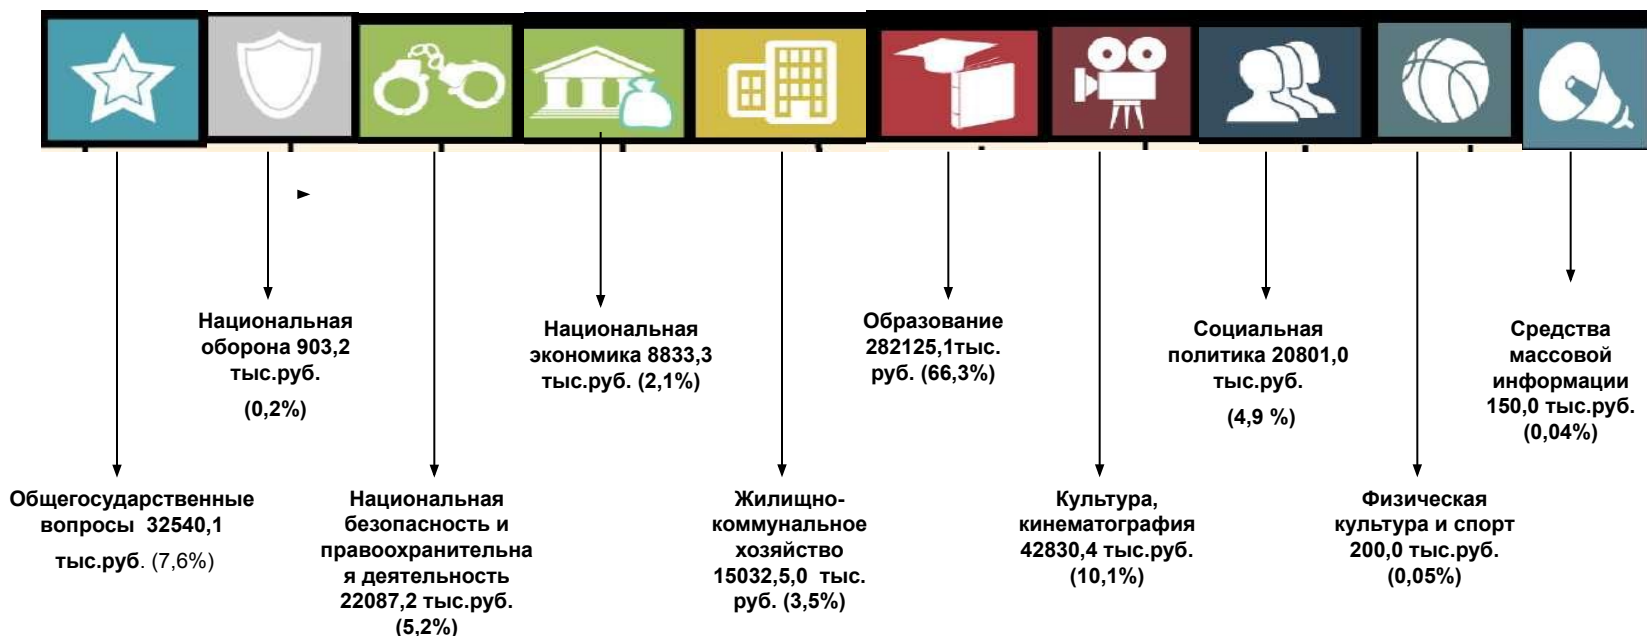 Национальная
оборона 903,2
тыс.руб.
(0,2%)
Национальная
экономика 8833,3
тыс.руб. (2,1%)
Образование
282125,1тыс.
руб. (66,3%)
Социальная
политика 20801,0
тыс.руб.
(4,9 %)
Средства
массовой
информации
150,0 тыс.руб.
(0,04%)
Общегосударственные
вопросы 32540,1
тыс.руб. (7,6%)
Национальная
безопасность и
правоохранительна
я деятельность
22087,2 тыс.руб.
(5,2%)
Жилищно-
коммунальное
хозяйство
15032,5,0 тыс.
руб. (3,5%)
Культура,
кинематография
42830,4 тыс.руб.
(10,1%)
Физическая
культура и спорт
200,0 тыс.руб.
(0,05%)